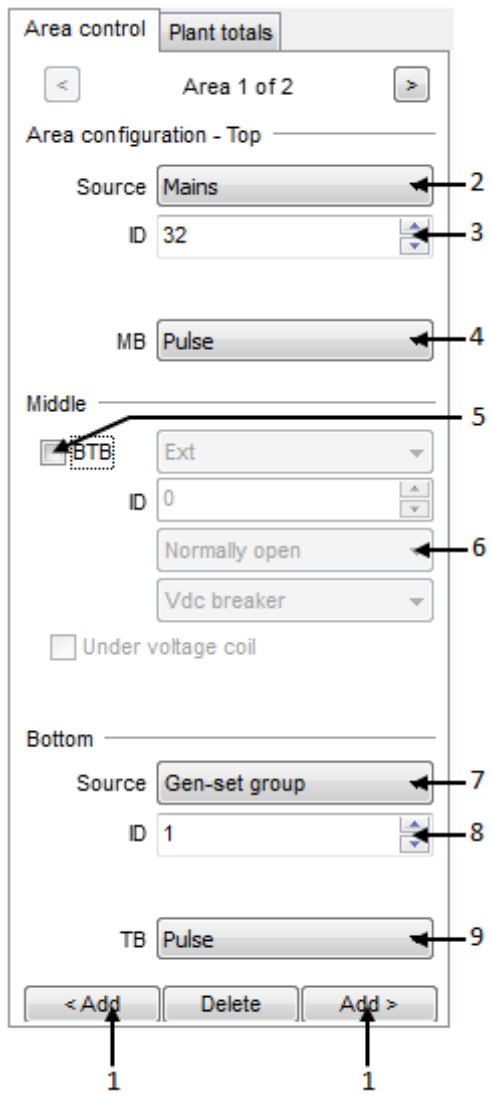 Area control Plant totals
< Area 1 of 2 >
Area configuration - Top
Source Mains 2
ID 32 3
MB Pulse 4
Middle
5
BTB Ext
ID 0
Normally open 6
Vdc breaker
Under voltage coil
Bottom
Source Gen-set group 7
ID 1 8
TB Pulse 9
< Add Delete Add >
1 1